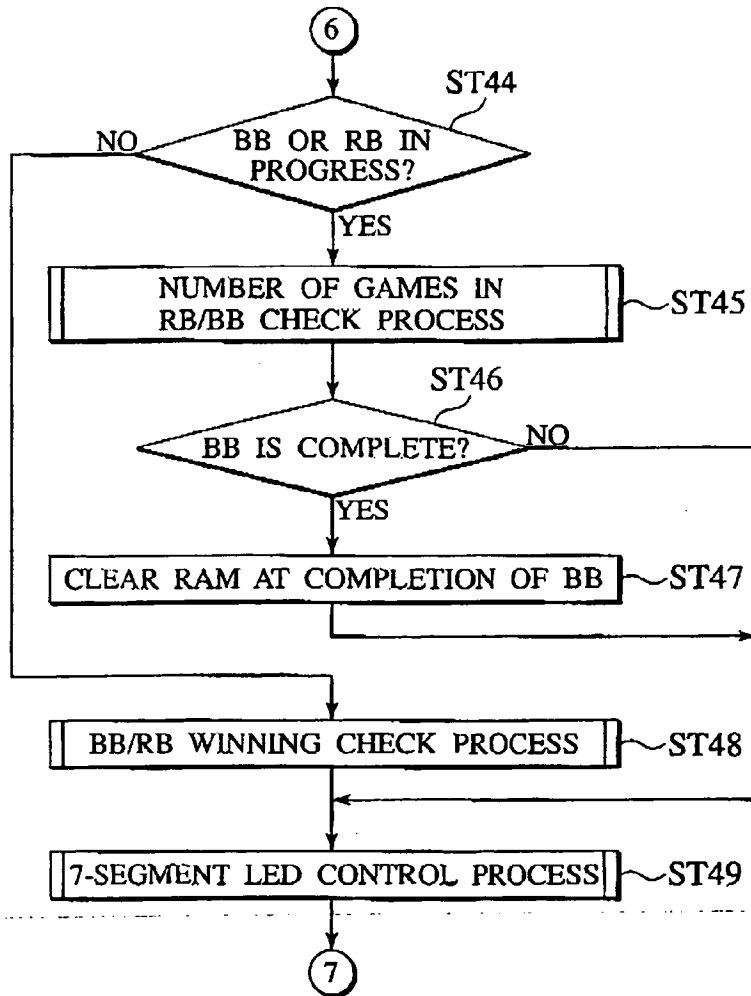 6
ST44
NO
BB OR RB IN
PROGRESS?
YES
NUMBER OF GAMES IN
RB/BB CHECK PROCESS
ST45
ST46
BB IS COMPLETE?
NO
YES
CLEAR RAM AT COMPLETION OF BB
ST47
BB/RB WINNING CHECK PROCESS
ST48
7-SEGMENT LED CONTROL PROCESS
ST49
7